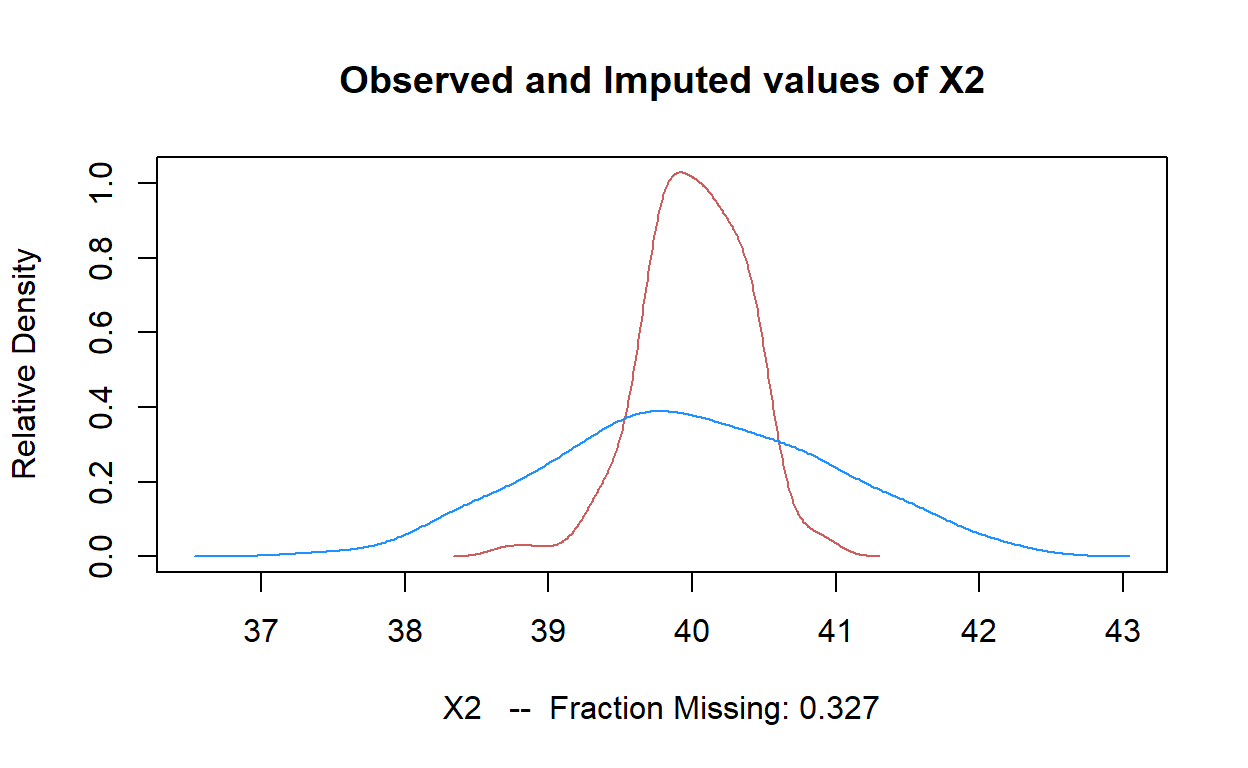 Observed and Imputed values of X2
Relative Density
1.0
0.8
0.6
0.4
0.2
0.0
37 38 39 40 41 42 43
X2 -- Fraction Missing: 0.327